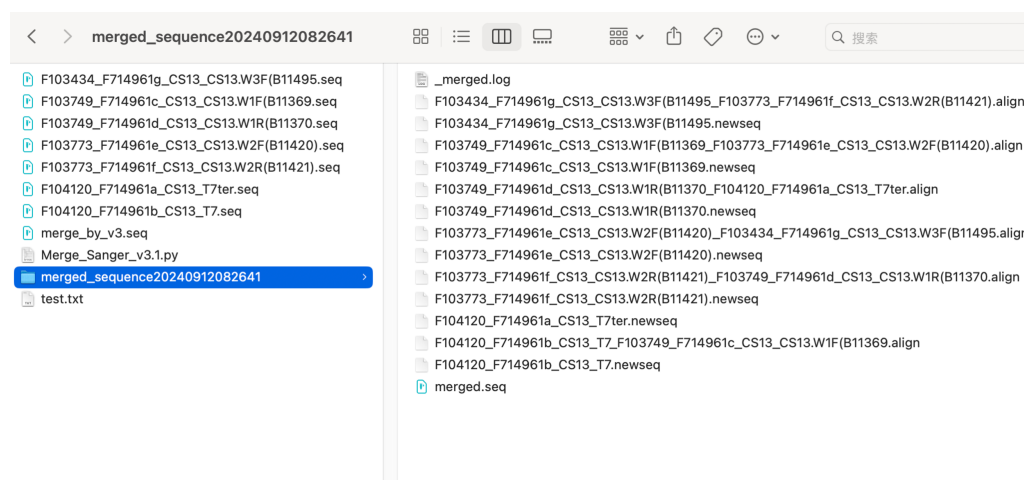 merged_sequence20240912082641
搜索
F103434_F714961g_CS13_CS13.W3F(B11495.seq
F103749_F714961c_CS13_CS13.W1F(B11369.seq
F103749_F714961d_CS13_CS13.W1R(B11370.seq
F103773_F714961e_CS13_CS13.W2F(B11420).seq
F103773_F714961f_CS13_CS13.W2R(B11421).seq
F104120_F714961a_CS13_T7ter.seq
F104120_F714961b_CS13_T7.seq
merge_by_v3.seq
Merge_Sanger_v3.1.py
merged_sequence20240912082641
test.txt
_merged.log
F103434_F714961g_CS13_CS13.W3F(B11495_F103773_F714961f_CS13_CS13.W2R(B11421).align
F103434_F714961g_CS13_CS13.W3F(B11495.newseq
F103749_F714961c_CS13_CS13.W1F(B11369_F103773_F714961e_CS13_CS13.W2F(B11420).align
F103749_F714961c_CS13_CS13.W1F(B11369.newseq
F103749_F714961d_CS13_CS13.W1R(B11370_F104120_F714961a_CS13_T7ter.align
F103749_F714961d_CS13_CS13.W1R(B11370.newseq
F103773_F714961e_CS13_CS13.W2F(B11420)_F103434_F714961g_CS13_CS13.W3F(B11495.align
F103773_F714961e_CS13_CS13.W2F(B11420).newseq
F103773_F714961f_CS13_CS13.W2R(B11421)_F103749_F714961d_CS13_CS13.W1R(B11370.align
F103773_F714961f_CS13_CS13.W2R(B11421).newseq
F104120_F714961a_CS13_T7ter.newseq
F104120_F714961b_CS13_T7_F103749_F714961c_CS13_CS13.W1F(B11369.align
F104120_F714961b_CS13_T7.newseq
merged.seq